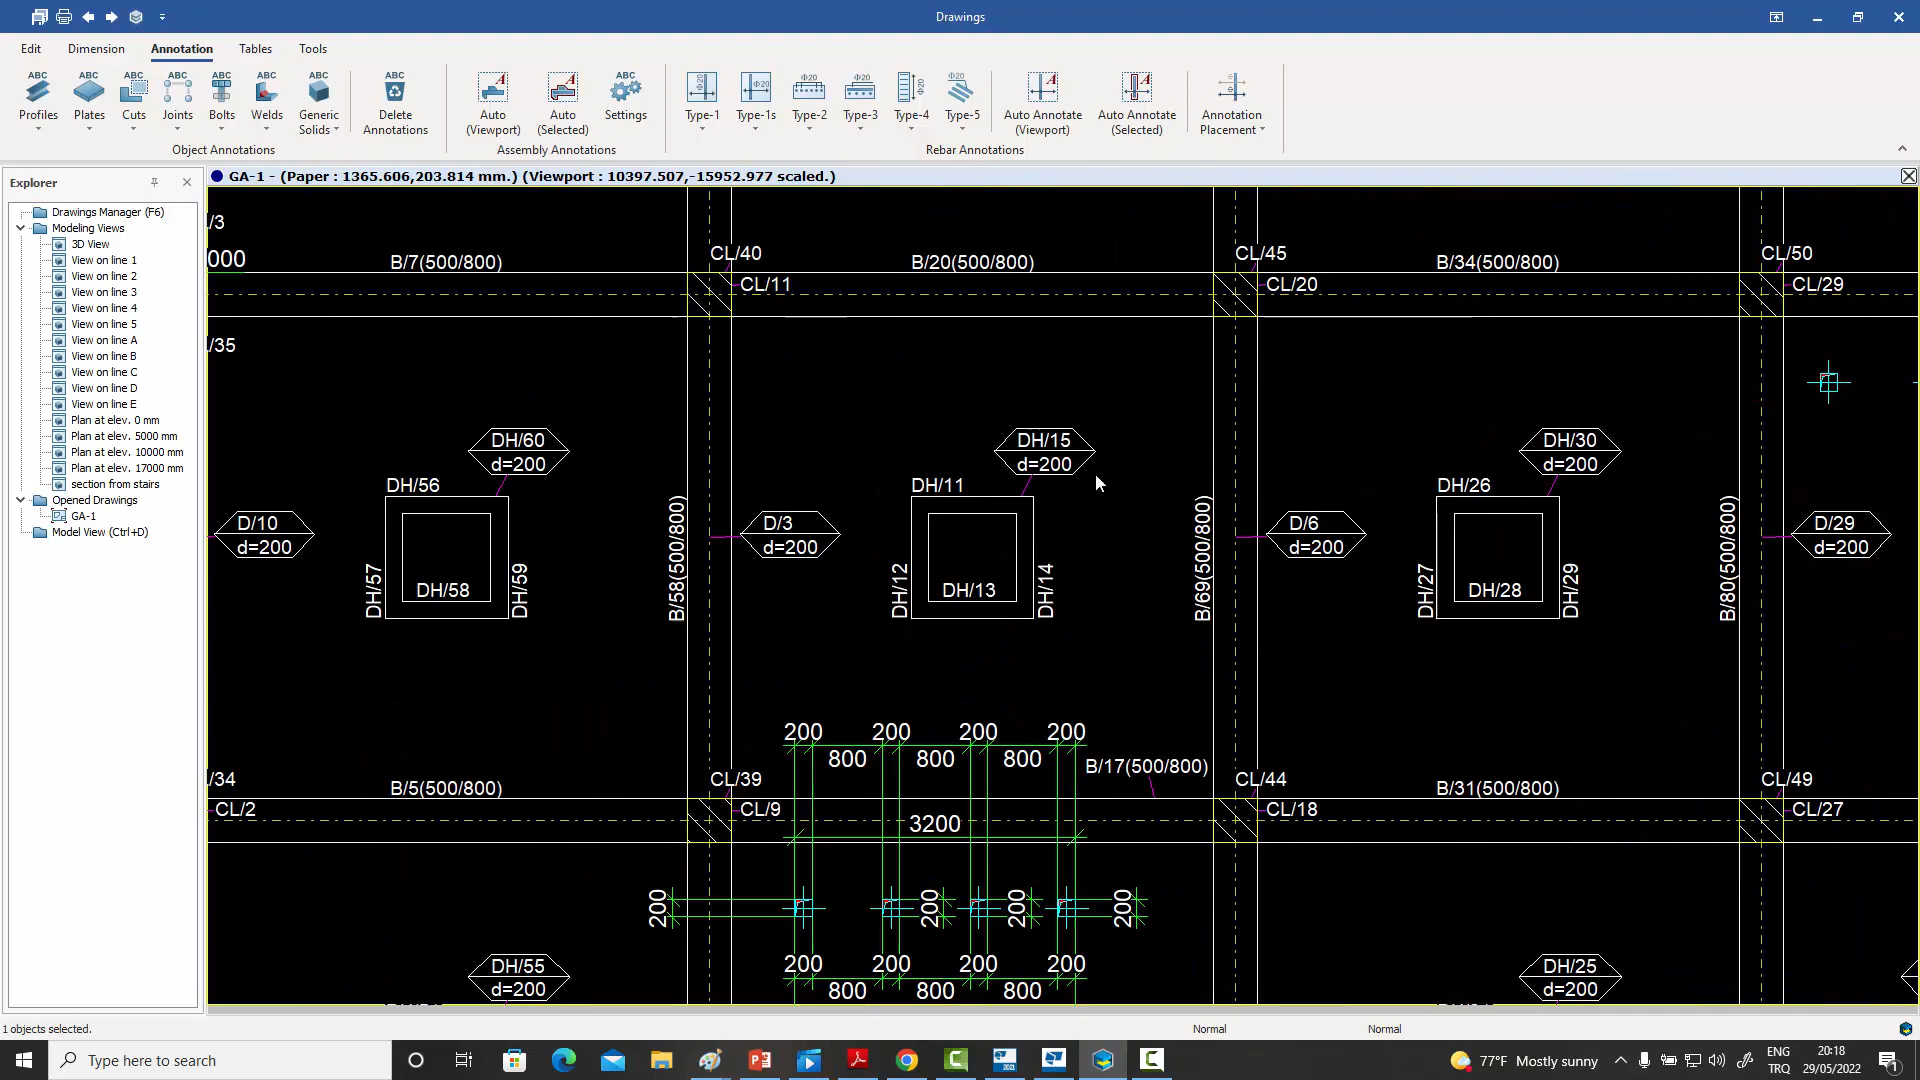 Drawings
Edit
Dimension
Annotation
Tables
Tools
ABC ABC ABC ABC ABC ABC ABC ABC ABC
Profiles
Plates
Cuts
Joints
Bolts
Welds
Generic Solids
Delete Annotations
Auto (Viewport)
Auto (Selected)
Settings
Type-1
Type-1s
Type-2
Type-3
Type-4
Type-5
Auto Annotate (Viewport)
Auto Annotate (Selected)
Annotation Placement
Object Annotations
Assembly Annotations
Rebar Annotations
Explorer
GA-1 - (Paper : 1365.606,203.814 mm.) (Viewport : 10397.507,-15952.977 scaled.)
Drawings Manager (F6)
Modeling Views
3D View
View on line 1
View on line 2
View on line 3
View on line 4
View on line 5
View on line A
View on line B
View on line C
View on line D
View on line E
Plan at elev. 0 mm
Plan at elev. 5000 mm
Plan at elev. 10000 mm
Plan at elev. 17000 mm
section from stairs
Opened Drawings
GA-1
Model View (Ctrl+D)
/3
000 B/7(500/800) CL/40 B/20(500/800) CL/45 B/34(500/800) CL/50
CL/11 CL/20 CL/29
/35
DH/60 DH/15 DH/30
d=200 d=200 d=200
DH/56 DH/11 DH/26
D/10 D/3 D/6 D/29
d=200 d=200 d=200 d=200
B/58(500/800) B/69(500/800) B/80(500/800)
DH/57 DH/58 DH/59 DH/12 DH/13 DH/14 DH/27 DH/28 DH/29
200 200 200 200
800 800 800 B/17(500/800)
/34 B/5(500/800) CL/39 CL/44 B/31(500/800) CL/49
CL/2 CL/9 3200 CL/18 CL/27
200 200 200 200
DH/55 200 200 200 200 DH/25
d=200 800 800 800 d=200
1 objects selected.
Normal
Normal
Type here to search
77°F Mostly sunny
ENG
TRQ
20:18
29/05/2022